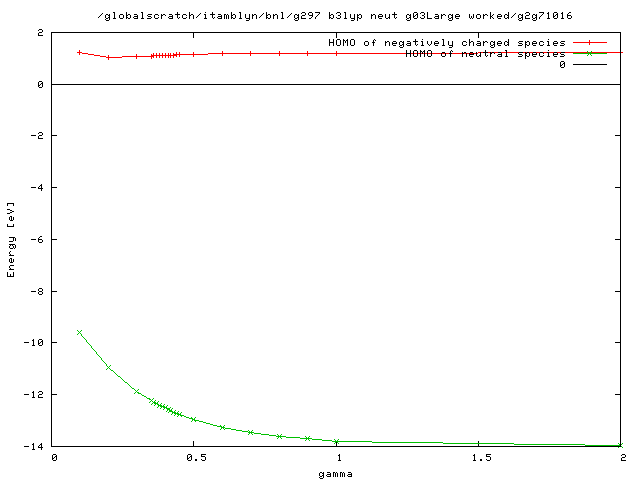 /globalscratch/itamblyn/bnl/g297 b3lyp neut g03Large worked/g2g71016
HOMO of negatively charged species
HOMO of neutral species
0
2
0
-2
-4
-6
-8
-10
-12
-14
Energy [eV]
0 0.5 1 1.5 2
gamma